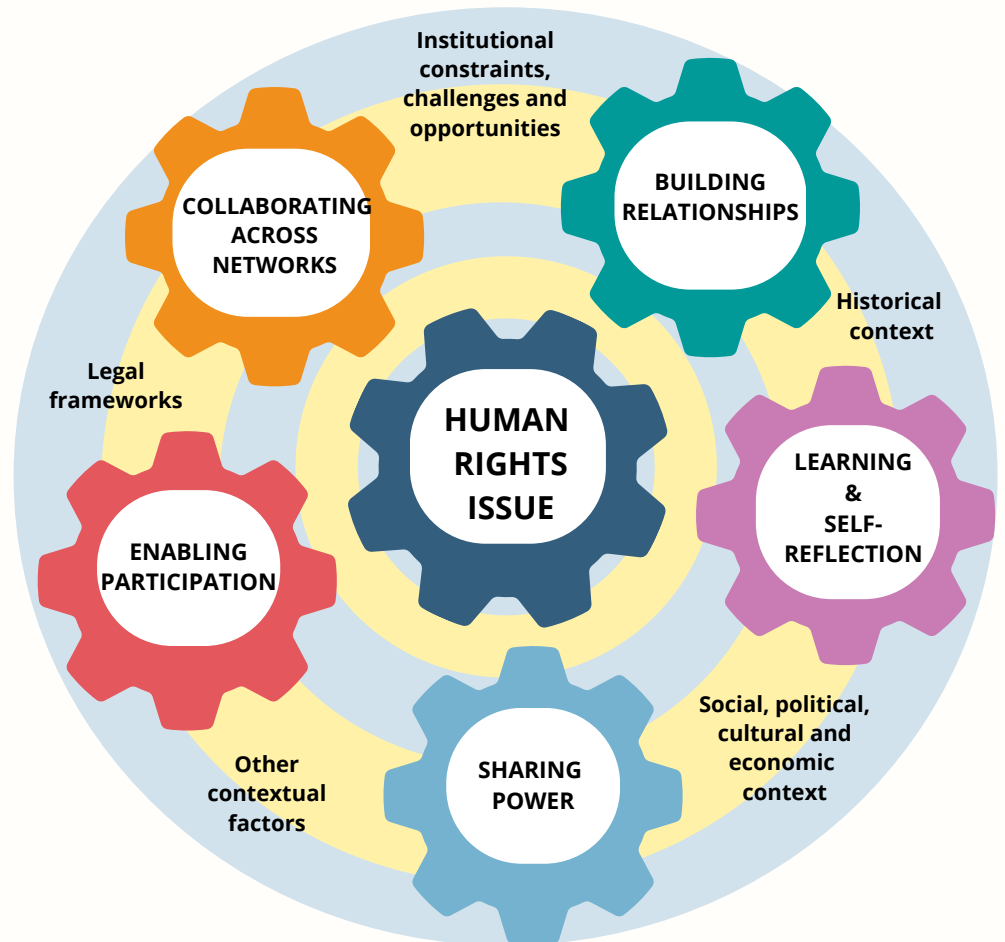 Institutional
constraints,
challenges and
opportunities
COLLABORATING
ACROSS
NETWORKS
BUILDING
RELATIONSHIPS
Historical
context
Legal
frameworks
HUMAN
RIGHTS
ISSUE
LEARNING
&
SELF-
REFLECTION
ENABLING
PARTICIPATION
Social, political,
cultural and
economic
context
Other
contextual
factors
SHARING
POWER